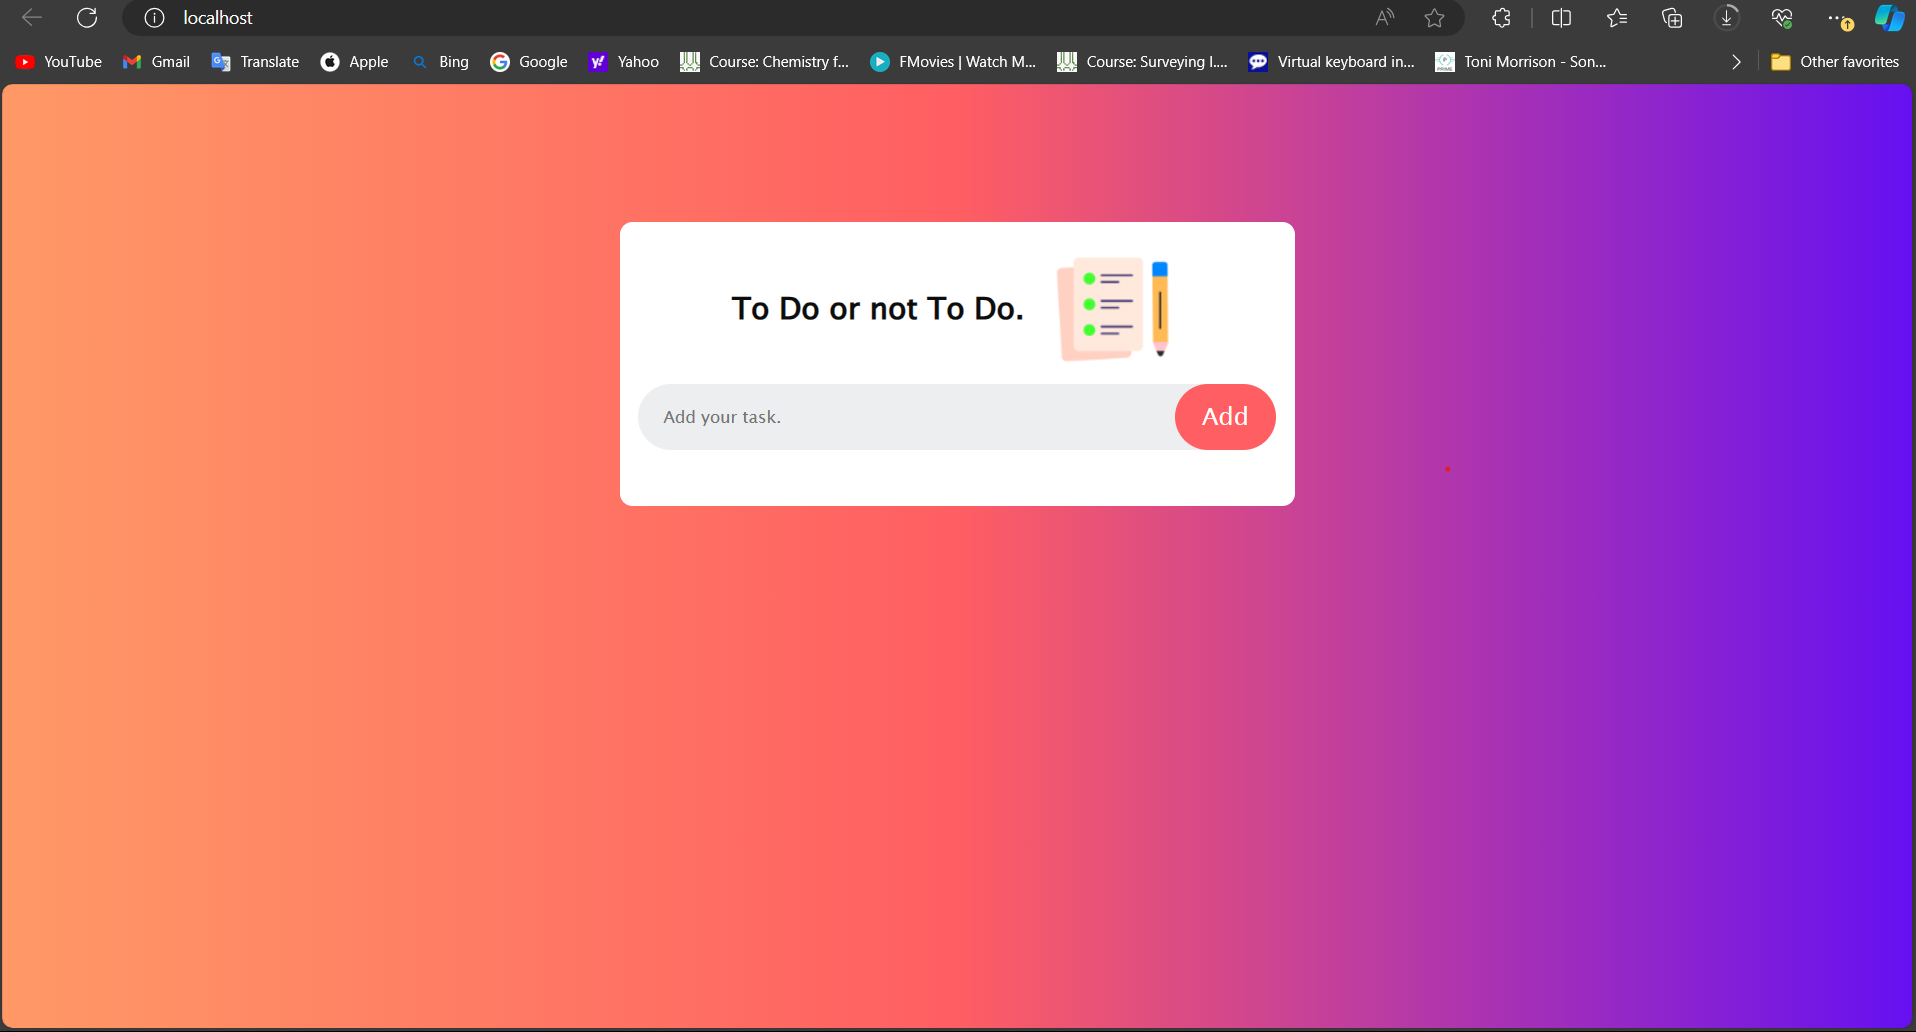 localhost
YouTube Gmail Translate Apple Bing Google Yahoo Course: Chemistry f... FMovies | Watch M... Course: Surveying I.... Virtual keyboard in... Toni Morrison - Son... Other favorites
To Do or not To Do.
Add your task. Add